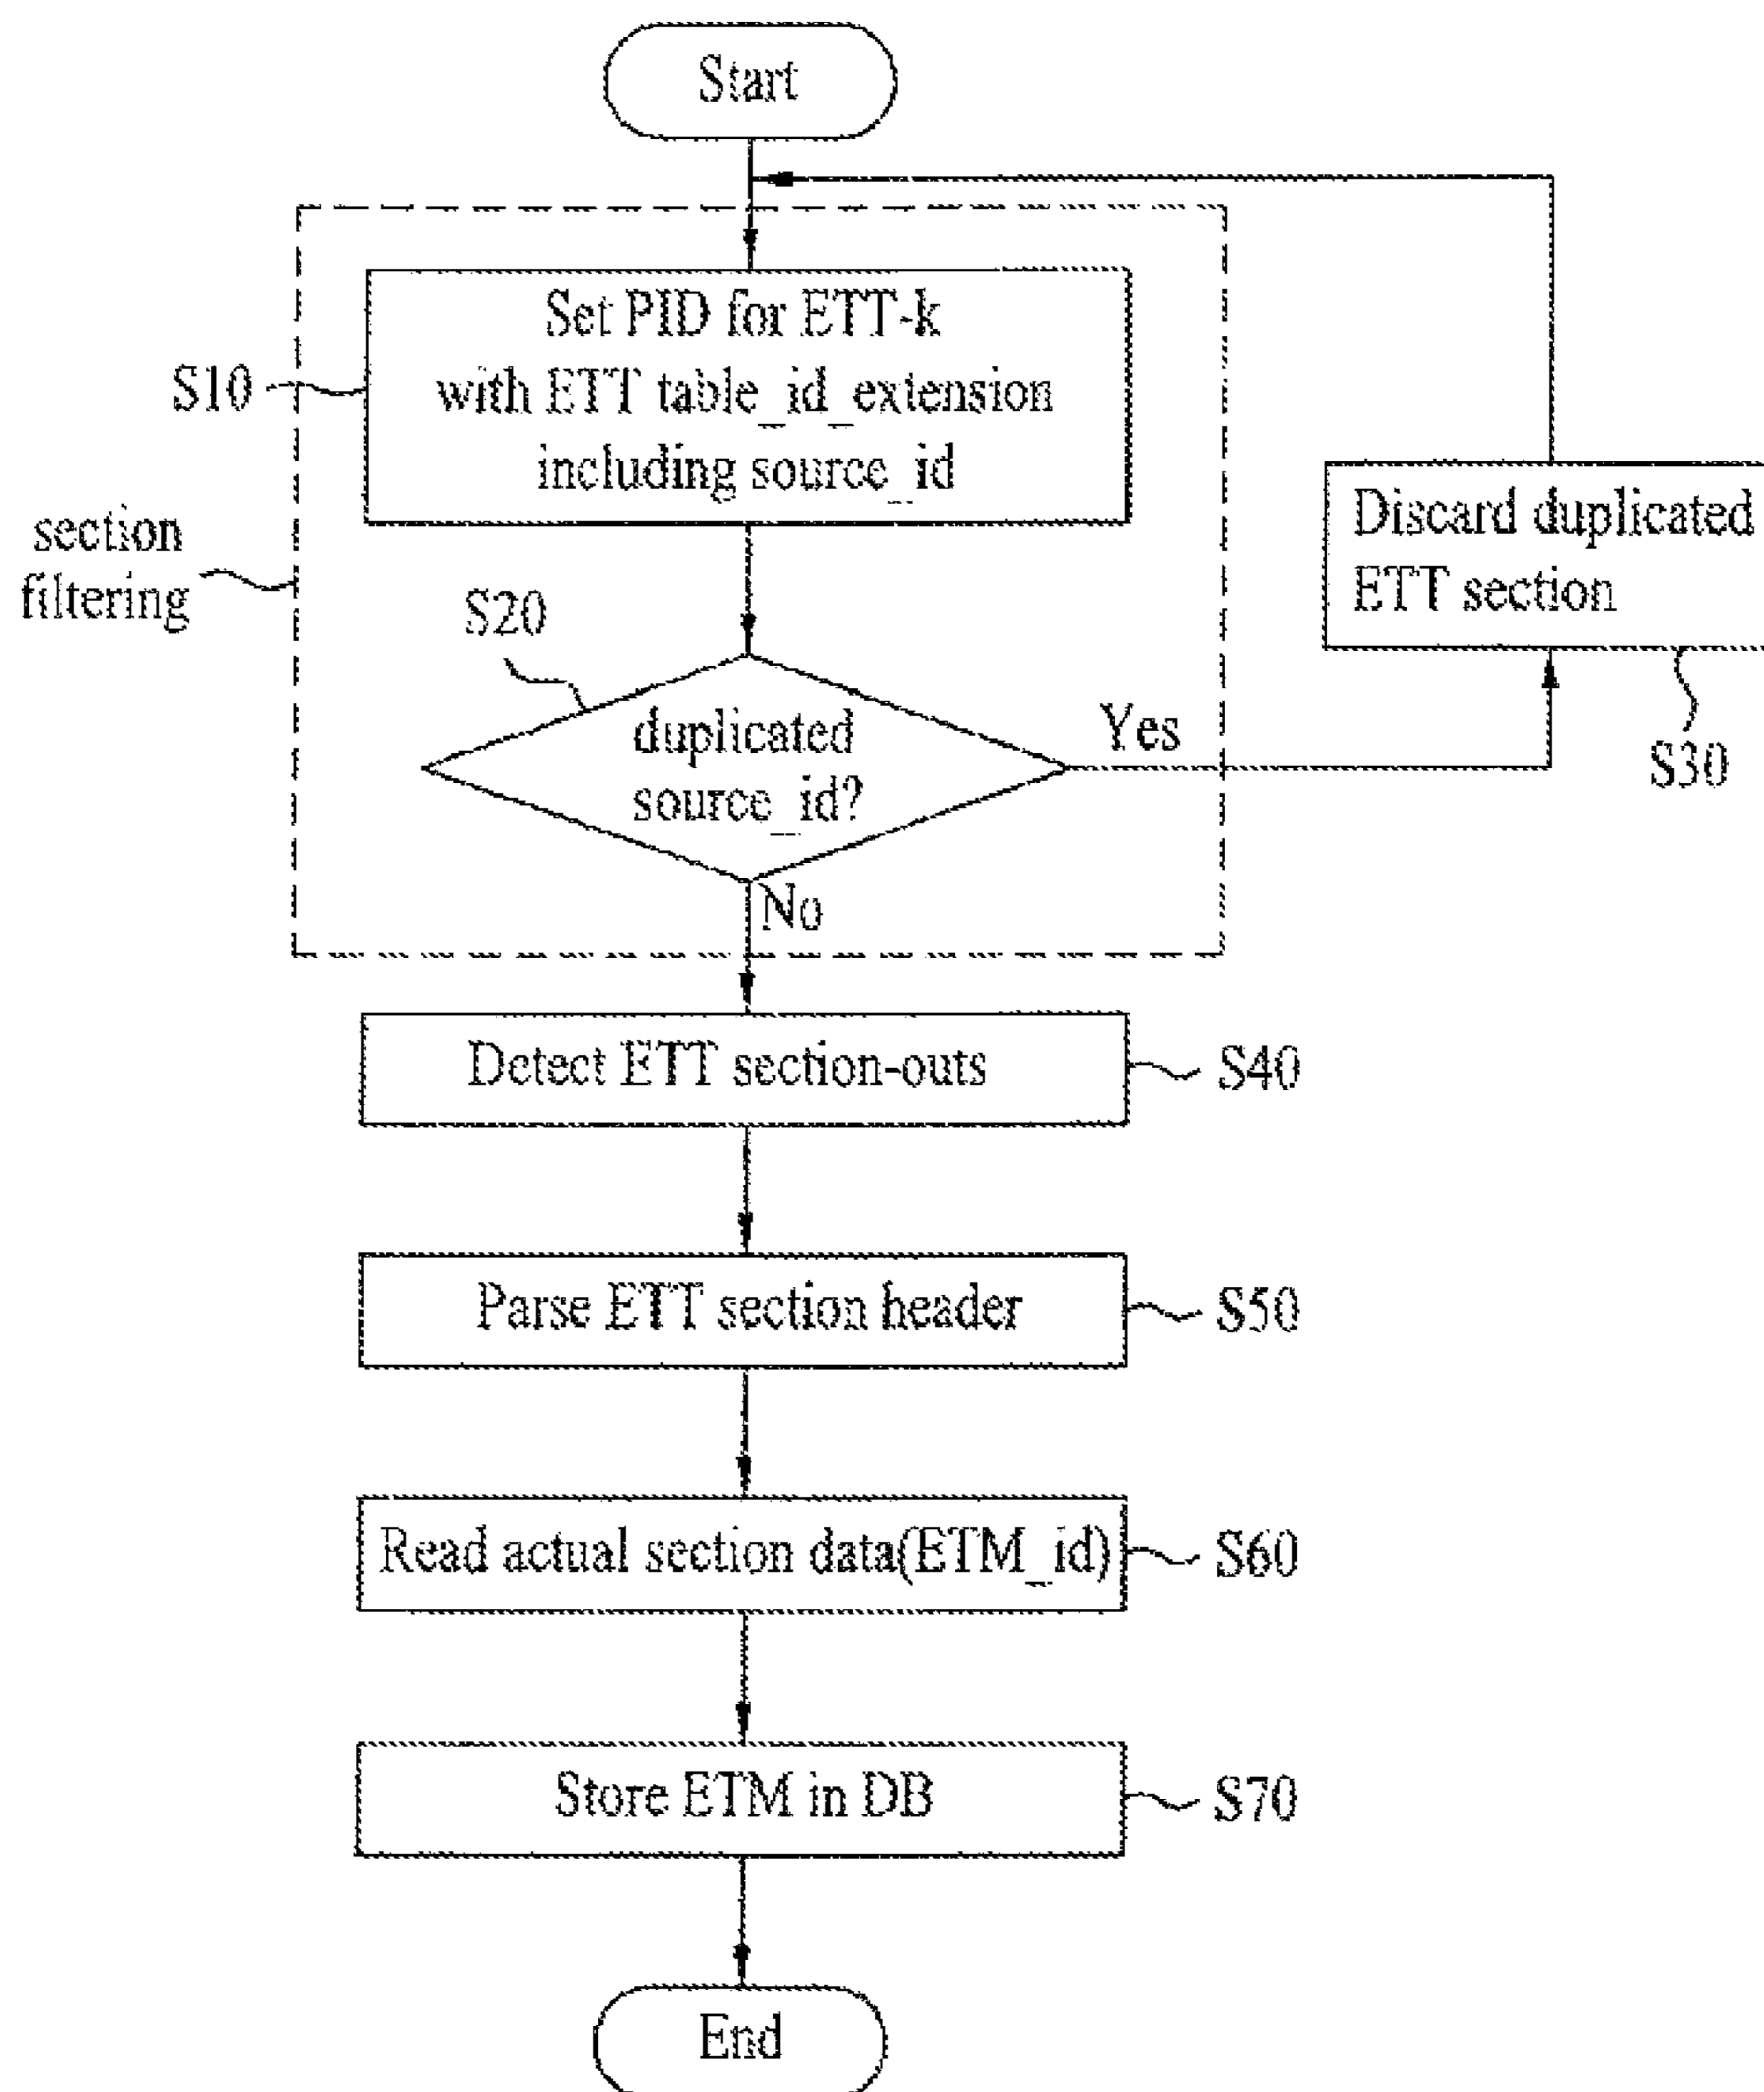 Start
Set PID for ETT-k
with ETT table_id_extension
including source_id
S10
section
filtering
Discard duplicated
ETT section
S30
S20
duplicated
source_id?
Yes
No
Detect ETT section-outs
S40
Parse ETT section header
S50
Read actual section data(ETM_id)
S60
Store ETM in DB
S70
End